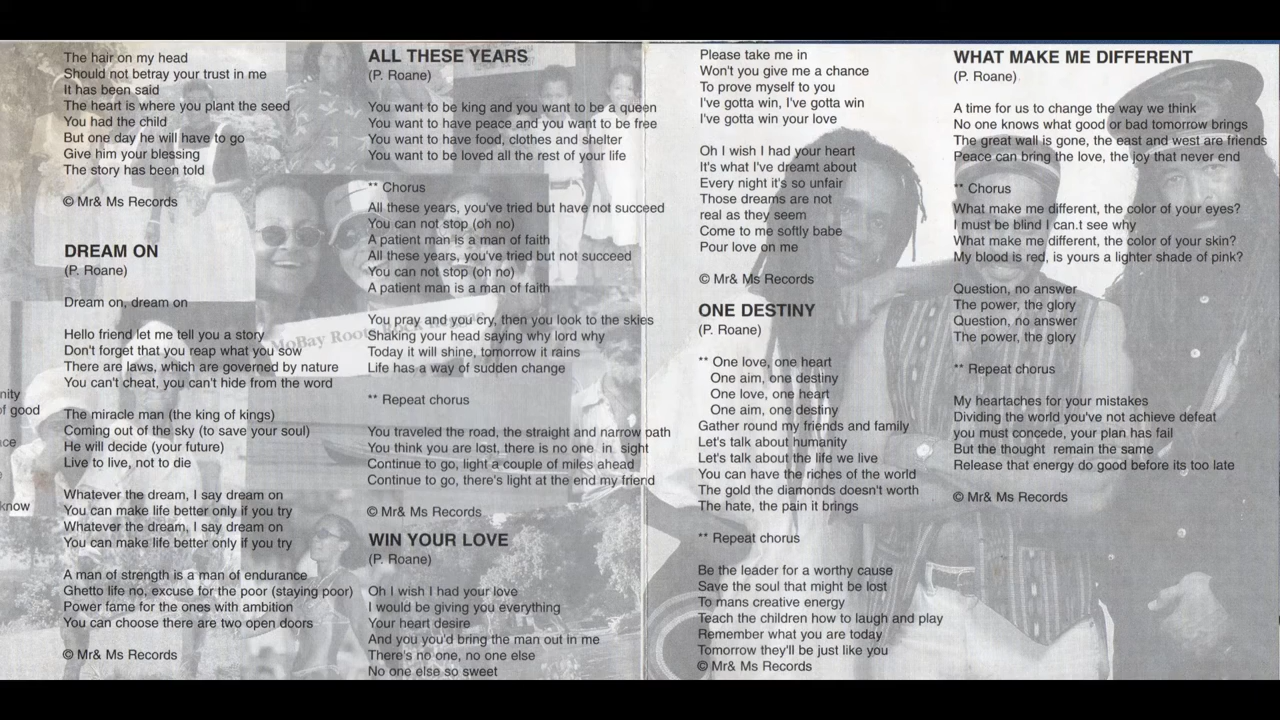 The hair on my head
Should not betray your trust in me
It has been said
The heart is where you plant the seed
You had the child
But one day he will have to go
Give him your blessing
The story has been told
© Mr& Ms Records
DREAM ON
(P. Roane)
Dream on, dream on
Hello friend let me tell you a story
Don't forget that you reap what you sow
There are laws, which are governed by nature
You can't cheat, you can't hide from the word
The miracle man (the king of kings)
Coming out of the sky (to save your soul)
He will decide (your future)
Live to live, not to die
Whatever the dream, I say dream on
You can make life better only if you try
Whatever the dream, I say dream on
You can make life better only if you try
A man of strength is a man of endurance
Ghetto life no, excuse for the poor (staying poor)
Power fame for the ones with ambition
You can choose there are two open doors
© Mr& Ms Records
nity
of good
ace
know
MoBay Roots Rock
ALL THESE YEARS
(P. Roane)
You want to be king and you want to be a queen
You want to have peace and you want to be free
You want to have food, clothes and shelter
You want to be loved all the rest of your life
** Chorus
All these years, you've tried but have not succeed
You can not stop (oh no)
A patient man is a man of faith
All these years, you've tried but not succeed
You can not stop (oh no)
A patient man is a man of faith
You pray and you cry, then you look to the skies
Shaking your head saying why lord why
Today it will shine, tomorrow it rains
Life has a way of sudden change
** Repeat chorus
You traveled the road, the straight and narrow path
You think you are lost, there is no one in sight
Continue to go, light a couple of miles ahead
Continue to go, there's light at the end my friend
© Mr& Ms Records
WIN YOUR LOVE
(P. Roane)
Oh I wish I had your love
I would be giving you everything
Your heart desire
And you you'd bring the man out in me
There's no one, no one else
No one else so sweet
Please take me in
Won't you give me a chance
To prove myself to you
I've gotta win, I've gotta win
I've gotta win your love
Oh I wish I had your heart
It's what I've dreamt about
Every night it's so unfair
Those dreams are not
real as they seem
Come to me softly babe
Pour love on me
© Mr& Ms Records
ONE DESTINY
(P. Roane)
** One love, one heart
One aim, one destiny
One love, one heart
One aim, one destiny
Gather round my friends and family
Let's talk about humanity
Let's talk about the life we live
You can have the riches of the world
The gold the diamonds doesn't worth
The hate, the pain it brings
** Repeat chorus
Be the leader for a worthy cause
Save the soul that might be lost
To mans creative energy
Teach the children how to laugh and play
Remember what you are today
Tomorrow they'll be just like you
© Mr& Ms Records
WHAT MAKE ME DIFFERENT
(P. Roane)
A time for us to change the way we think
No one knows what good or bad tomorrow brings
The great wall is gone, the east and west are friends
Peace can bring the love, the joy that never end
** Chorus
What make me different, the color of your eyes?
I must be blind I can.t see why
What make me different, the color of your skin?
My blood is red, is yours a lighter shade of pink?
Question, no answer
The power, the glory
Question, no answer
The power, the glory
** Repeat chorus
My heartaches for your mistakes
Dividing the world you've not achieve defeat
you must concede, your plan has fail
But the thought remain the same
Release that energy do good before its too late
© Mr& Ms Records